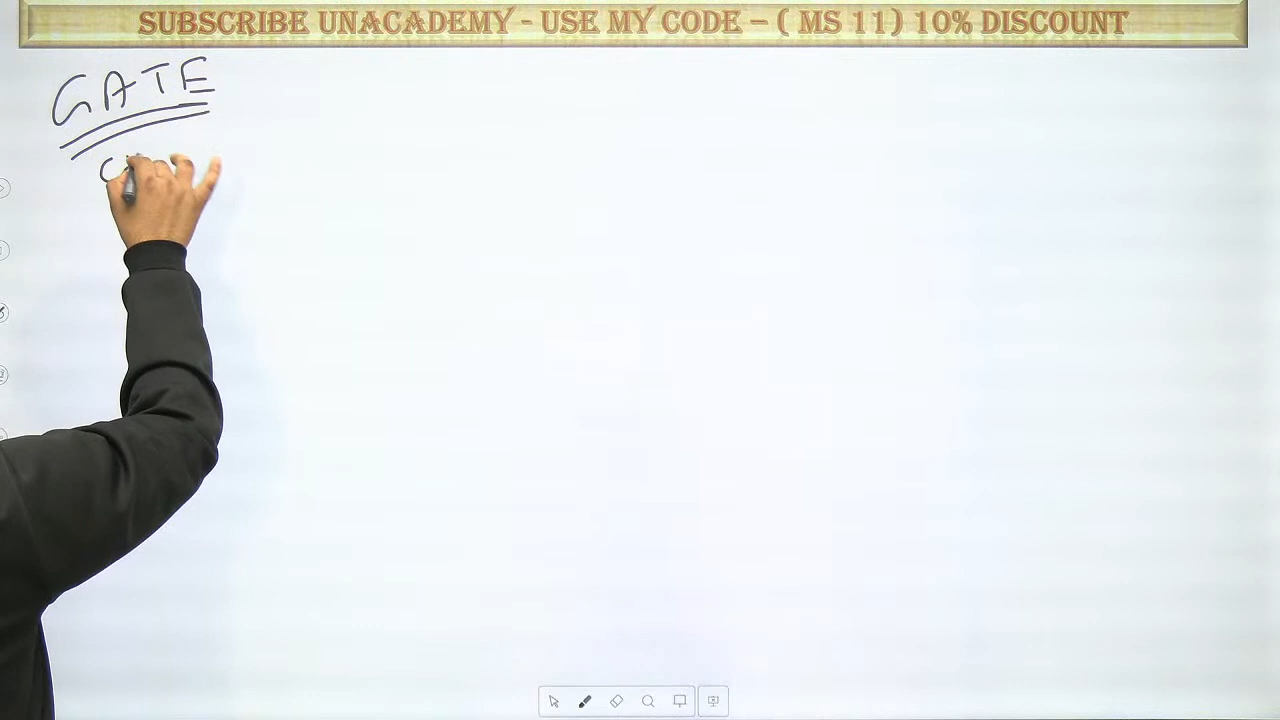 SUBSCRIBE UNACADEMY - USE MY CODE – ( MS 11) 10% DISCOUNT
GATE